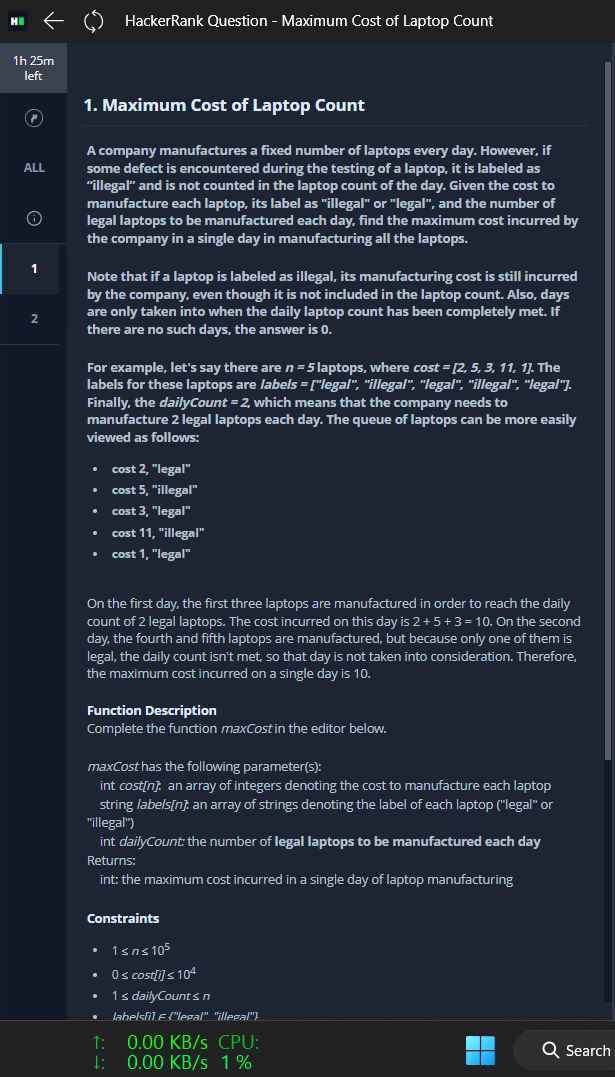 H
HackerRank Question - Maximum Cost of Laptop Count
1h 25m
left
ALL
1
2
1. Maximum Cost of Laptop Count
A company manufactures a fixed number of laptops every day. However, if
some defect is encountered during the testing of a laptop, it is labeled as
“illegal” and is not counted in the laptop count of the day. Given the cost to
manufacture each laptop, its label as "illegal" or "legal", and the number of
legal laptops to be manufactured each day, find the maximum cost incurred by
the company in a single day in manufacturing all the laptops.
Note that if a laptop is labeled as illegal, its manufacturing cost is still incurred
by the company, even though it is not included in the laptop count. Also, days
are only taken into when the daily laptop count has been completely met. If
there are no such days, the answer is 0.
For example, let's say there are n = 5 laptops, where cost = [2, 5, 3, 11, 1]. The
labels for these laptops are labels = ["legal", "illegal", "legal", "illegal", "legal"].
Finally, the dailyCount = 2, which means that the company needs to
manufacture 2 legal laptops each day. The queue of laptops can be more easily
viewed as follows:
• cost 2, "legal"
• cost 5, "illegal"
• cost 3, "legal"
• cost 11, "illegal"
• cost 1, "legal"
On the first day, the first three laptops are manufactured in order to reach the daily
count of 2 legal laptops. The cost incurred on this day is 2 + 5 + 3 = 10. On the second
day, the fourth and fifth laptops are manufactured, but because only one of them is
legal, the daily count isn't met, so that day is not taken into consideration. Therefore,
the maximum cost incurred on a single day is 10.
Function Description
Complete the function maxCost in the editor below.
maxCost has the following parameter(s):
int cost[n]: an array of integers denoting the cost to manufacture each laptop
string labels[n]: an array of strings denoting the label of each laptop ("legal" or
"illegal")
int dailyCount: the number of legal laptops to be manufactured each day
Returns:
int: the maximum cost incurred in a single day of laptop manufacturing
Constraints
• 1 ≤ n ≤ 10⁵
• 0 ≤ cost[i] ≤ 10⁴
• 1 ≤ dailyCount ≤ n
• labels[i] ∈ {"legal", "illegal"}
↑: 0.00 KB/s CPU:
↓: 0.00 KB/s 1 %
Search